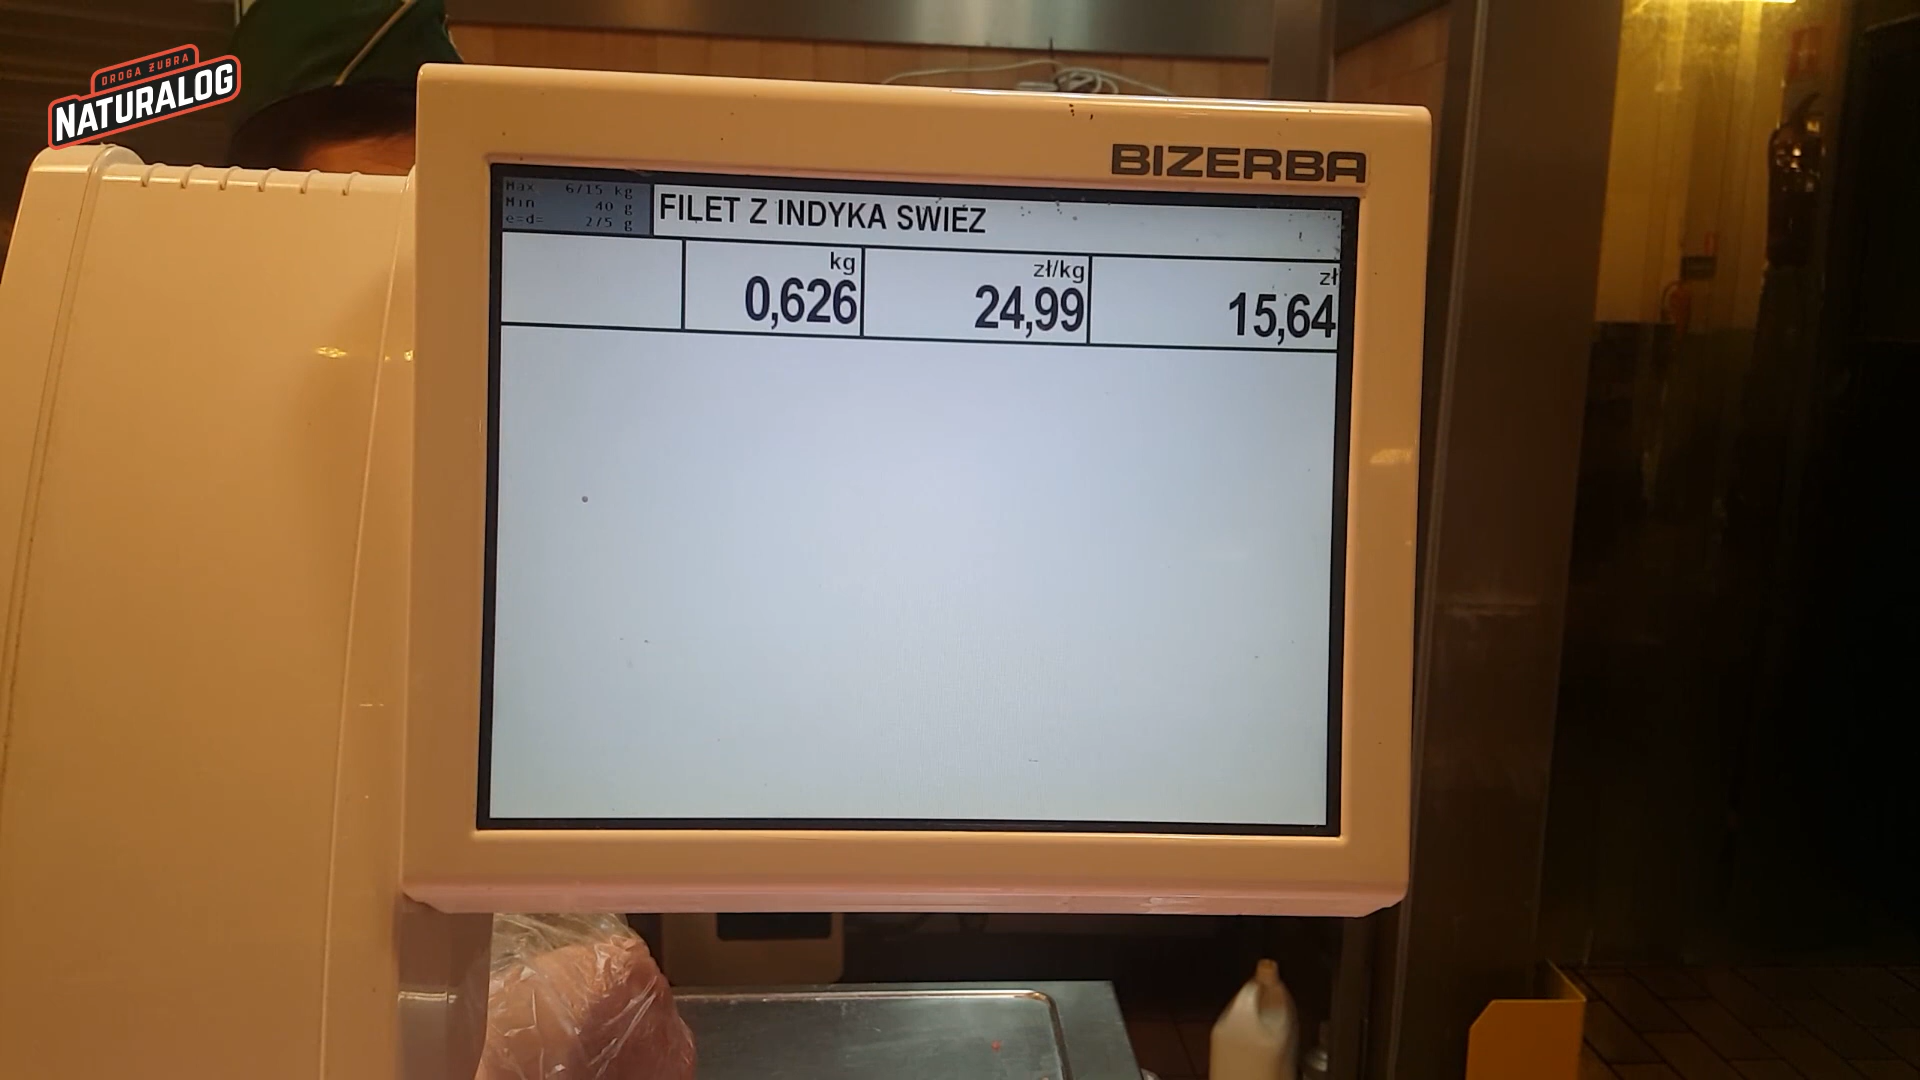 DROGA ŻUBRA
NATURALOG
BIZERBA
Max 6/15 kg
Min 40 g
e=d= 2/5 g
FILET Z INDYKA SWIEZ
kg
zł/kg
zł
0,626
24,99
15,64